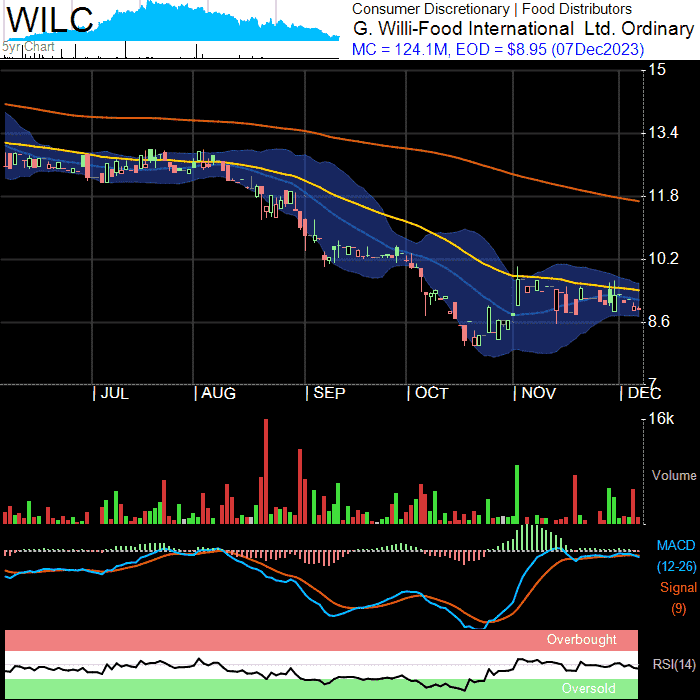 WILC
5yr Chart
Consumer Discretionary | Food Distributors
G. Willi-Food International Ltd. Ordinary
MC = 124.1M, EOD = $8.95 (07Dec2023)
15
13.4
11.8
10.2
8.6
7
JUL
AUG
SEP
OCT
NOV
DEC
16k
Volume
MACD
(12-26)
Signal
(9)
Overbought
RSI(14)
Oversold